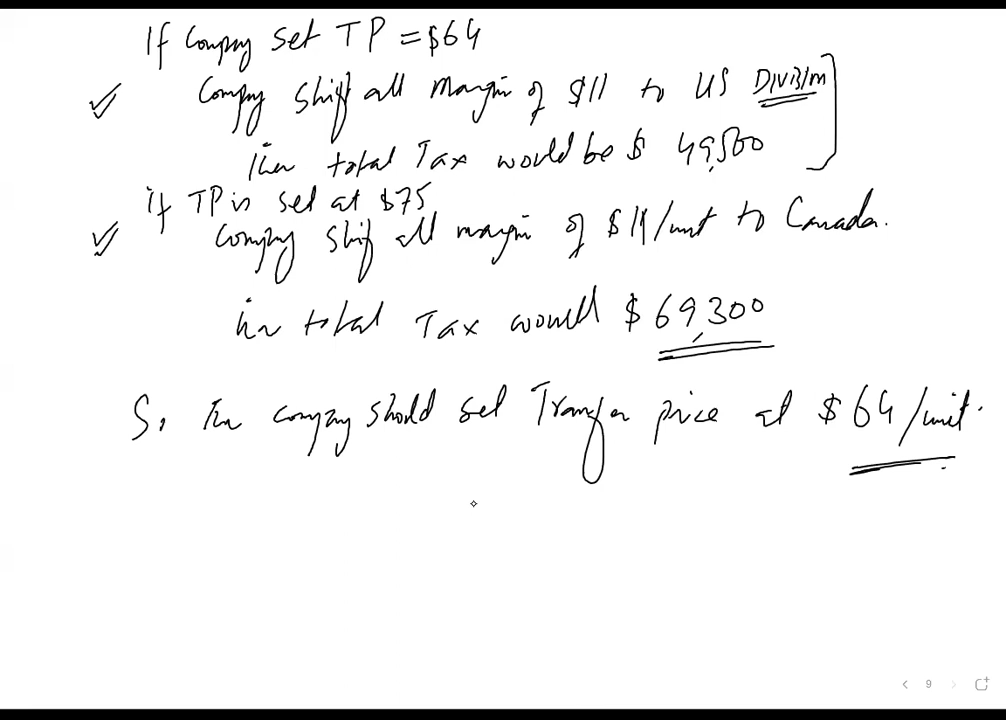 If Company set TP = $64
Company shift all Margin of $11 to US Division
then total Tax would be $ 49,500
if TP is set at $75
Company shift all margin of $11/unit to Canada.
then total Tax would $ 69,300
So the company should set Transfer price at $ 64/unit.
9